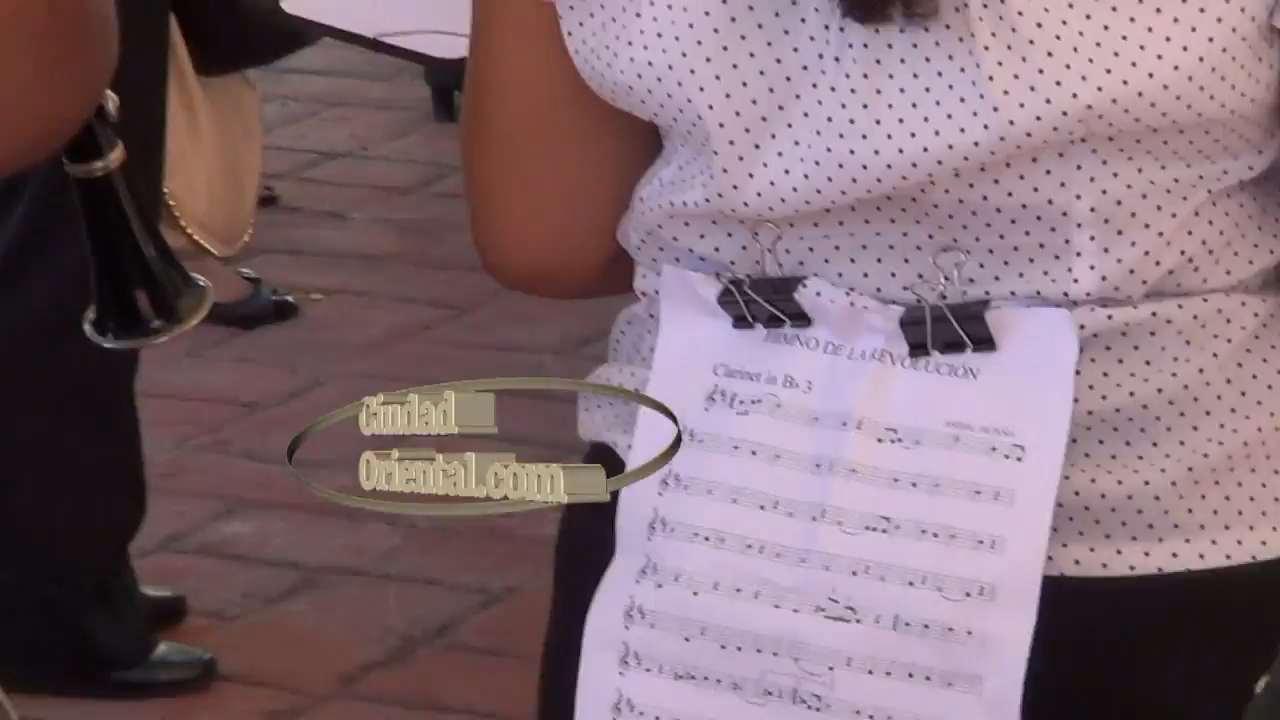 HIMNO DE LA REVOLUCIÓN
Clarinet in B♭ 3
Ciudad
Oriental.com